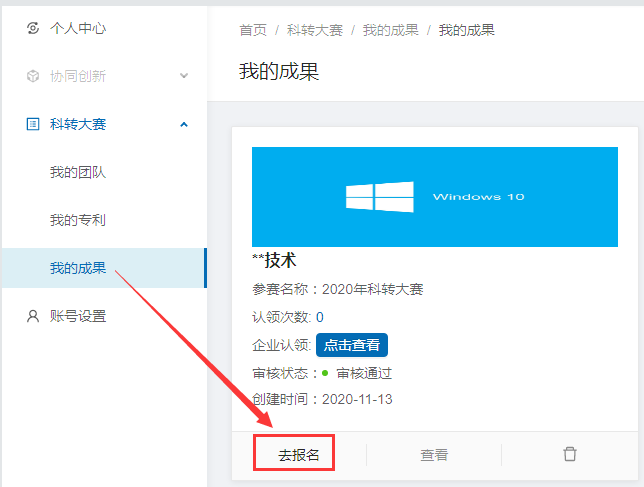 个人中心
首页 / 科转大赛 / 我的成果 / 我的成果
协同创新
我的成果
科转大赛
我的团队
我的专利
我的成果
账号设置
Windows 10
**技术
参赛名称：2020年科转大赛
认领次数: 0
企业认领: 点击查看
审核状态： 审核通过
创建时间：2020-11-13
去报名 查看